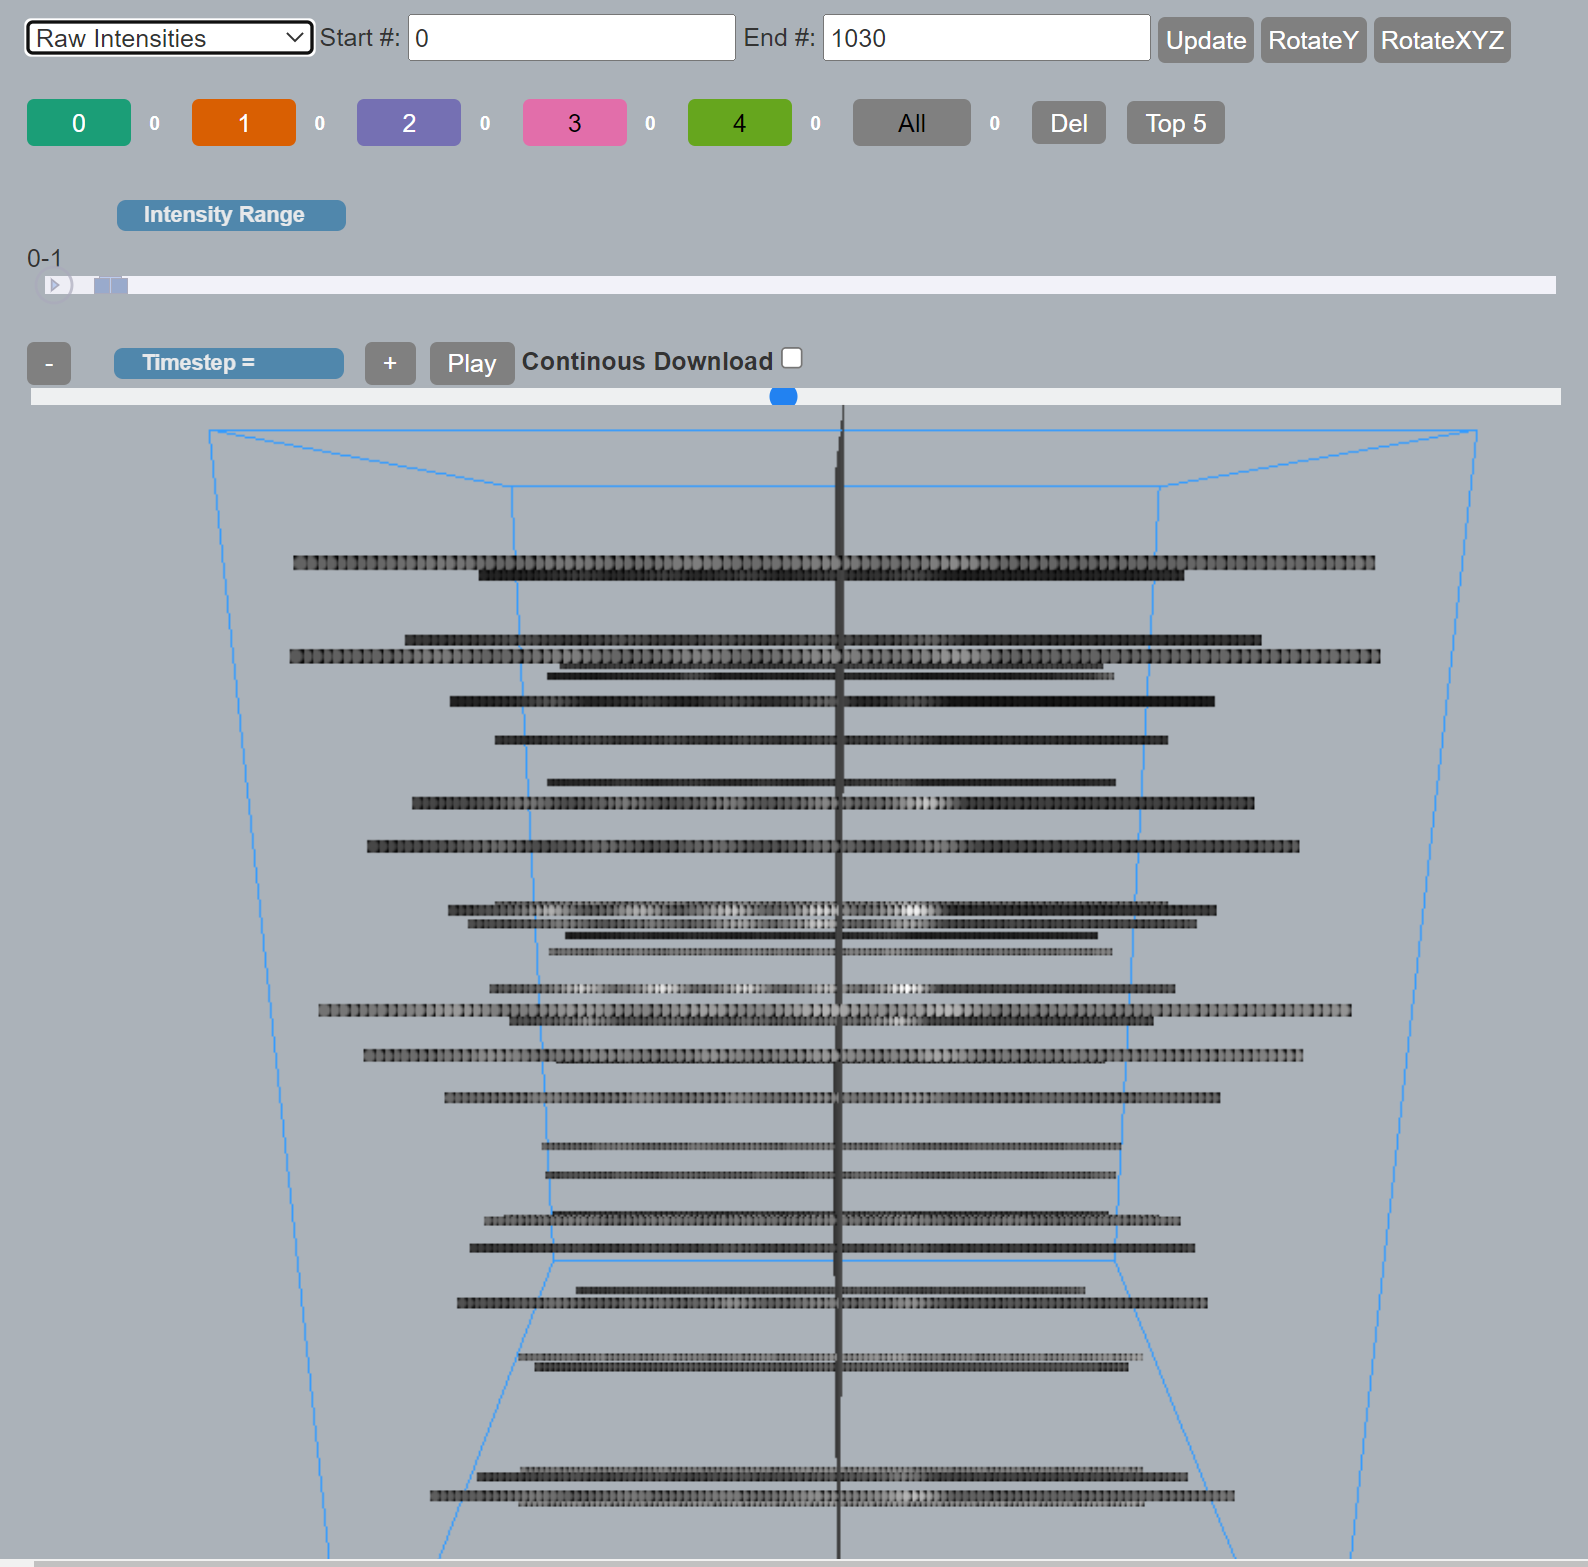 Raw Intensities Start #: 0 End #: 1030 Update RotateY RotateXYZ
0 0 1 0 2 0 3 0 4 0 All 0 Del Top 5
Intensity Range
0-1
- Timestep = + Play Continous Download